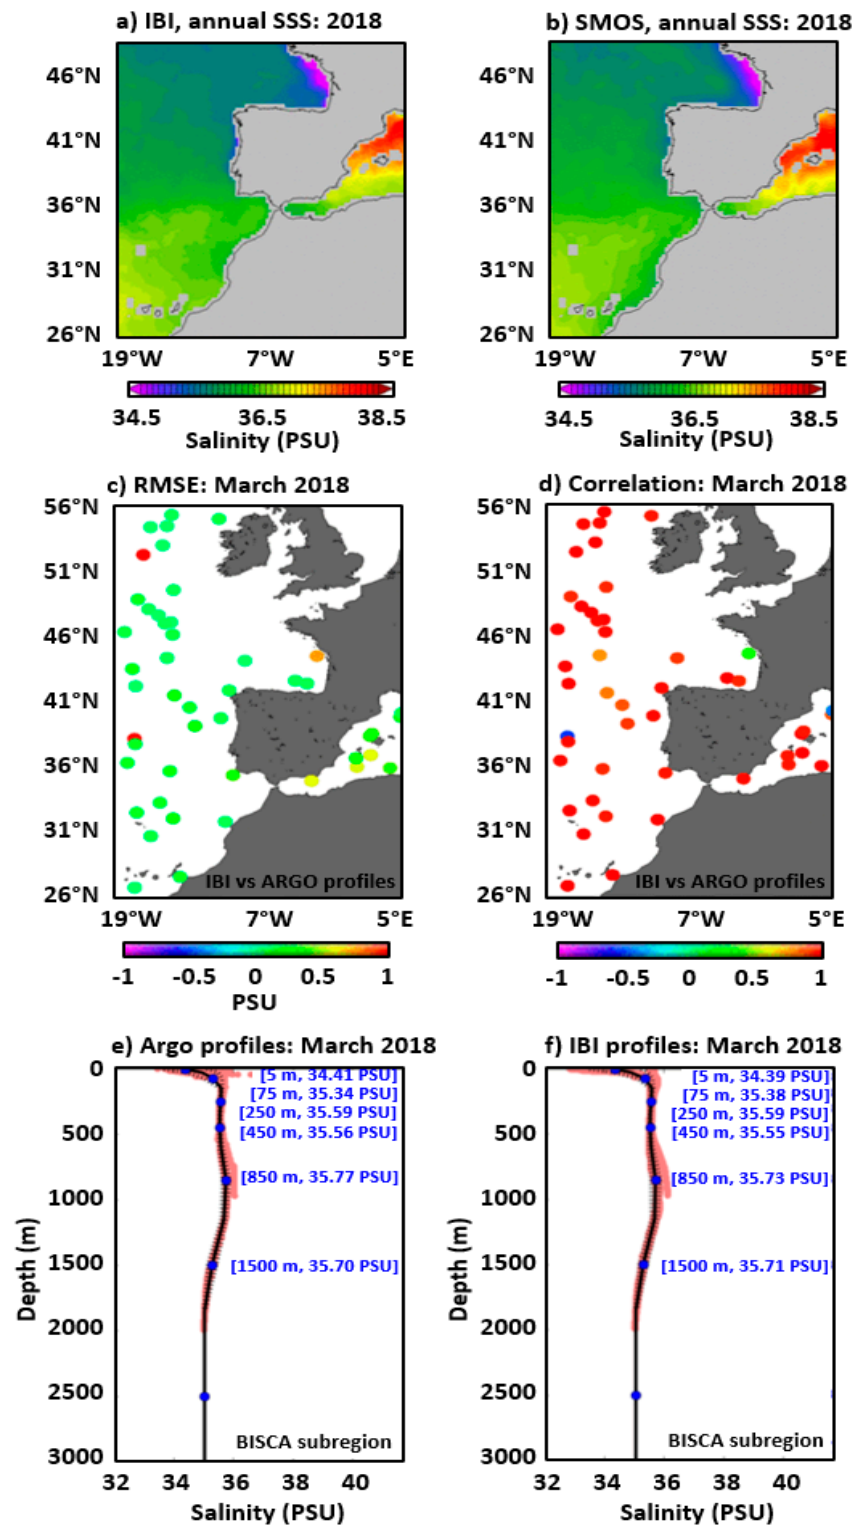 a) IBI, annual SSS: 2018
b) SMOS, annual SSS: 2018
46°N
41°N
36°N
31°N
26°N
19°W 7°W 5°E
34.5 36.5 38.5
Salinity (PSU)
46°N
41°N
36°N
31°N
26°N
19°W 7°W 5°E
34.5 36.5 38.5
Salinity (PSU)
c) RMSE: March 2018
56°N
51°N
46°N
41°N
36°N
31°N
26°N
IBI vs ARGO profiles
19°W 7°W 5°E
-1 -0.5 0 0.5 1
PSU
d) Correlation: March 2018
56°N
51°N
46°N
41°N
36°N
31°N
26°N
IBI vs ARGO profiles
19°W 7°W 5°E
-1 -0.5 0 0.5 1
e) Argo profiles: March 2018
Depth (m)
0
500
1000
1500
2000
2500
3000
[5 m, 34.41 PSU]
[75 m, 35.34 PSU]
[250 m, 35.59 PSU]
[450 m, 35.56 PSU]
[850 m, 35.77 PSU]
[1500 m, 35.70 PSU]
BISCA subregion
32 34 36 38 40
Salinity (PSU)
f) IBI profiles: March 2018
Depth (m)
0
500
1000
1500
2000
2500
3000
[5 m, 34.39 PSU]
[75 m, 35.38 PSU]
[250 m, 35.59 PSU]
[450 m, 35.55 PSU]
[850 m, 35.73 PSU]
[1500 m, 35.71 PSU]
BISCA subregion
32 34 36 38 40
Salinity (PSU)